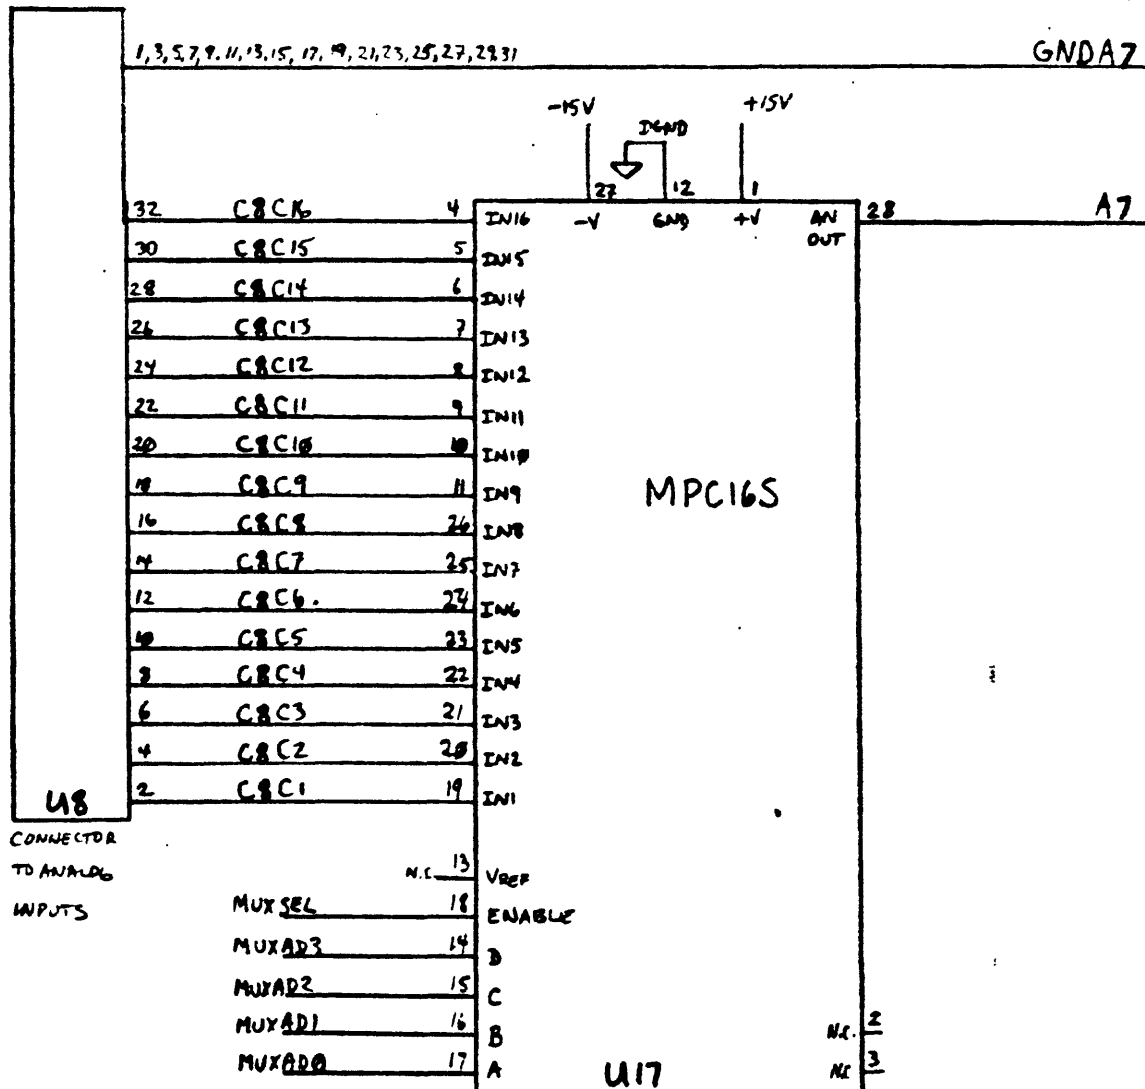 1,3,5,7,9,11,13,15,17,19,21,23,25,27,29,31 GNDA7
-15V DGND +15V
27 12 1
32 C8C16 4 IN16 -V GND +V AN OUT 28 A7
30 C8C15 5 IN15
28 C8C14 6 IN14
26 C8C13 7 IN13
24 C8C12 8 IN12
22 C8C11 9 IN11
20 C8C10 10 IN10
18 C8C9 11 IN9
MPC16S
16 C8C8 26 IN8
14 C8C7 25 IN7
12 C8C6 24 IN6
10 C8C5 23 IN5
8 C8C4 22 IN4
6 C8C3 21 IN3
4 C8C2 20 IN2
2 C8C1 19 IN1
U8
CONNECTOR
TO ANALOG
INPUTS
N.C. 13 VREF
MUXSEL 18 ENABLE
MUXAD3 14 D
MUXAD2 15 C
MUXAD1 16 B N.C. 2
MUXAD0 17 A NC 3
U17